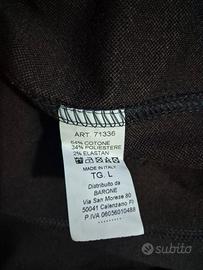 ART. 71336
64% COTONE
34% POLIESTERE
2% ELASTAN
MADE IN ITALY
TG. L
Distribuito da
BARONE
Via San Morese 80
50041 Calenzano FI
P.IVA 06036010488
subito